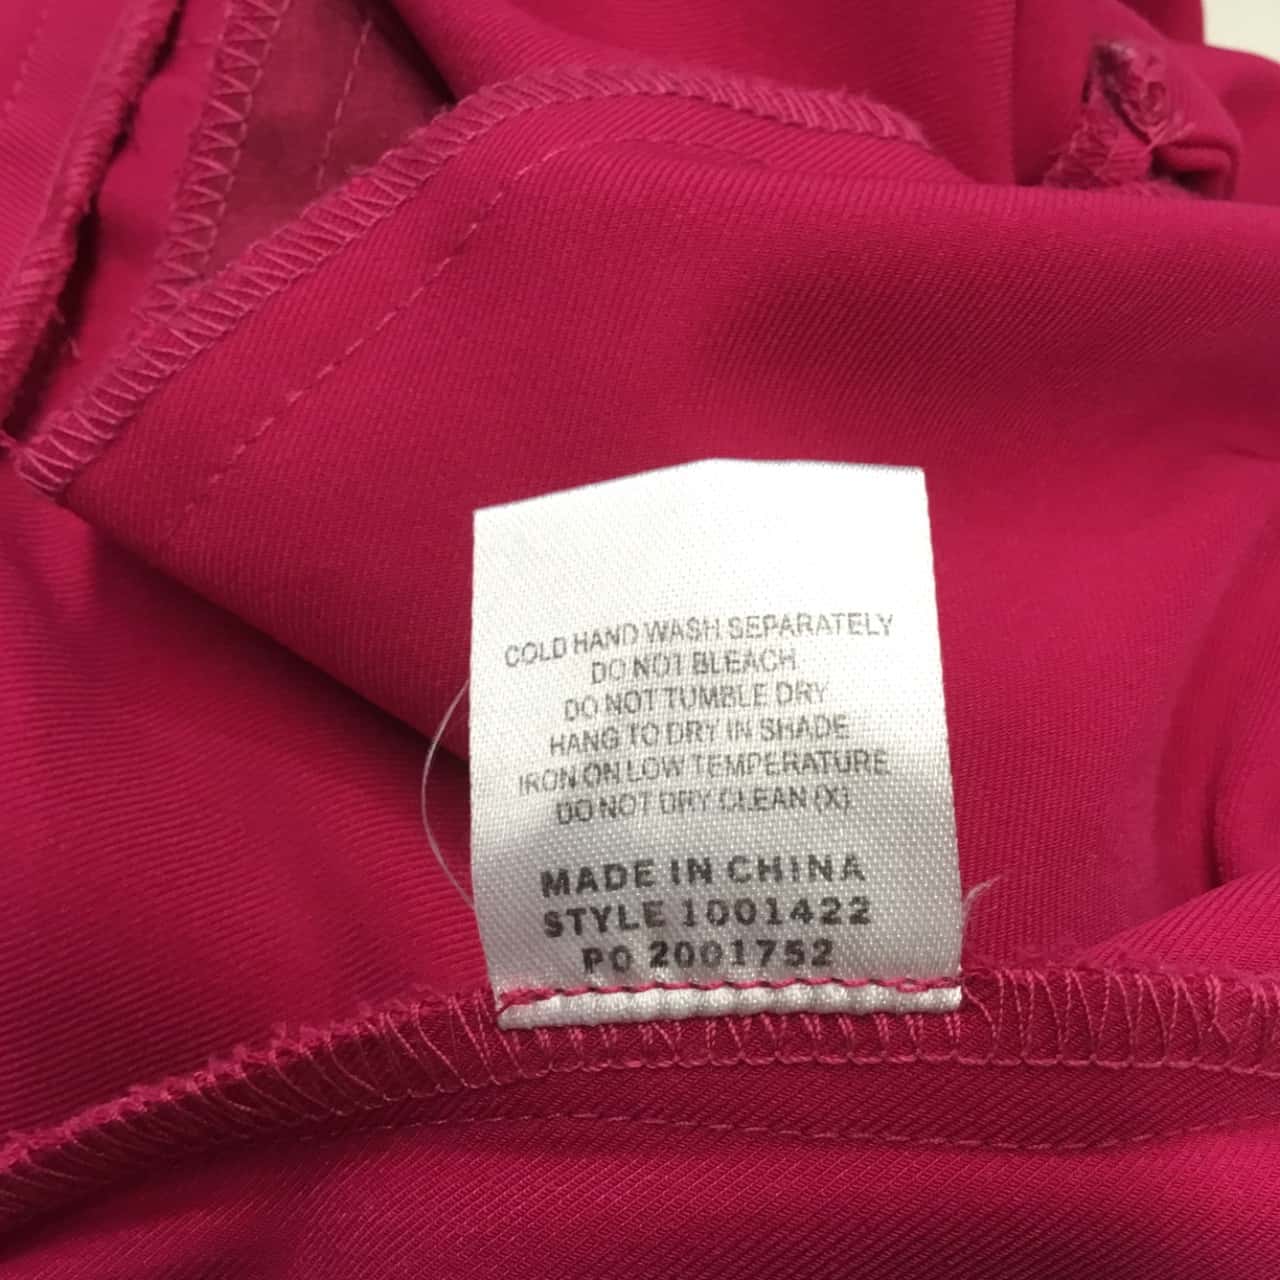 COLD HAND WASH SEPARATELY
DO NOT BLEACH
DO NOT TUMBLE DRY
HANG TO DRY IN SHADE
IRON ON LOW TEMPERATURE
DO NOT DRY CLEAN (X)
MADE IN CHINA
STYLE 1001422
PO 2001752